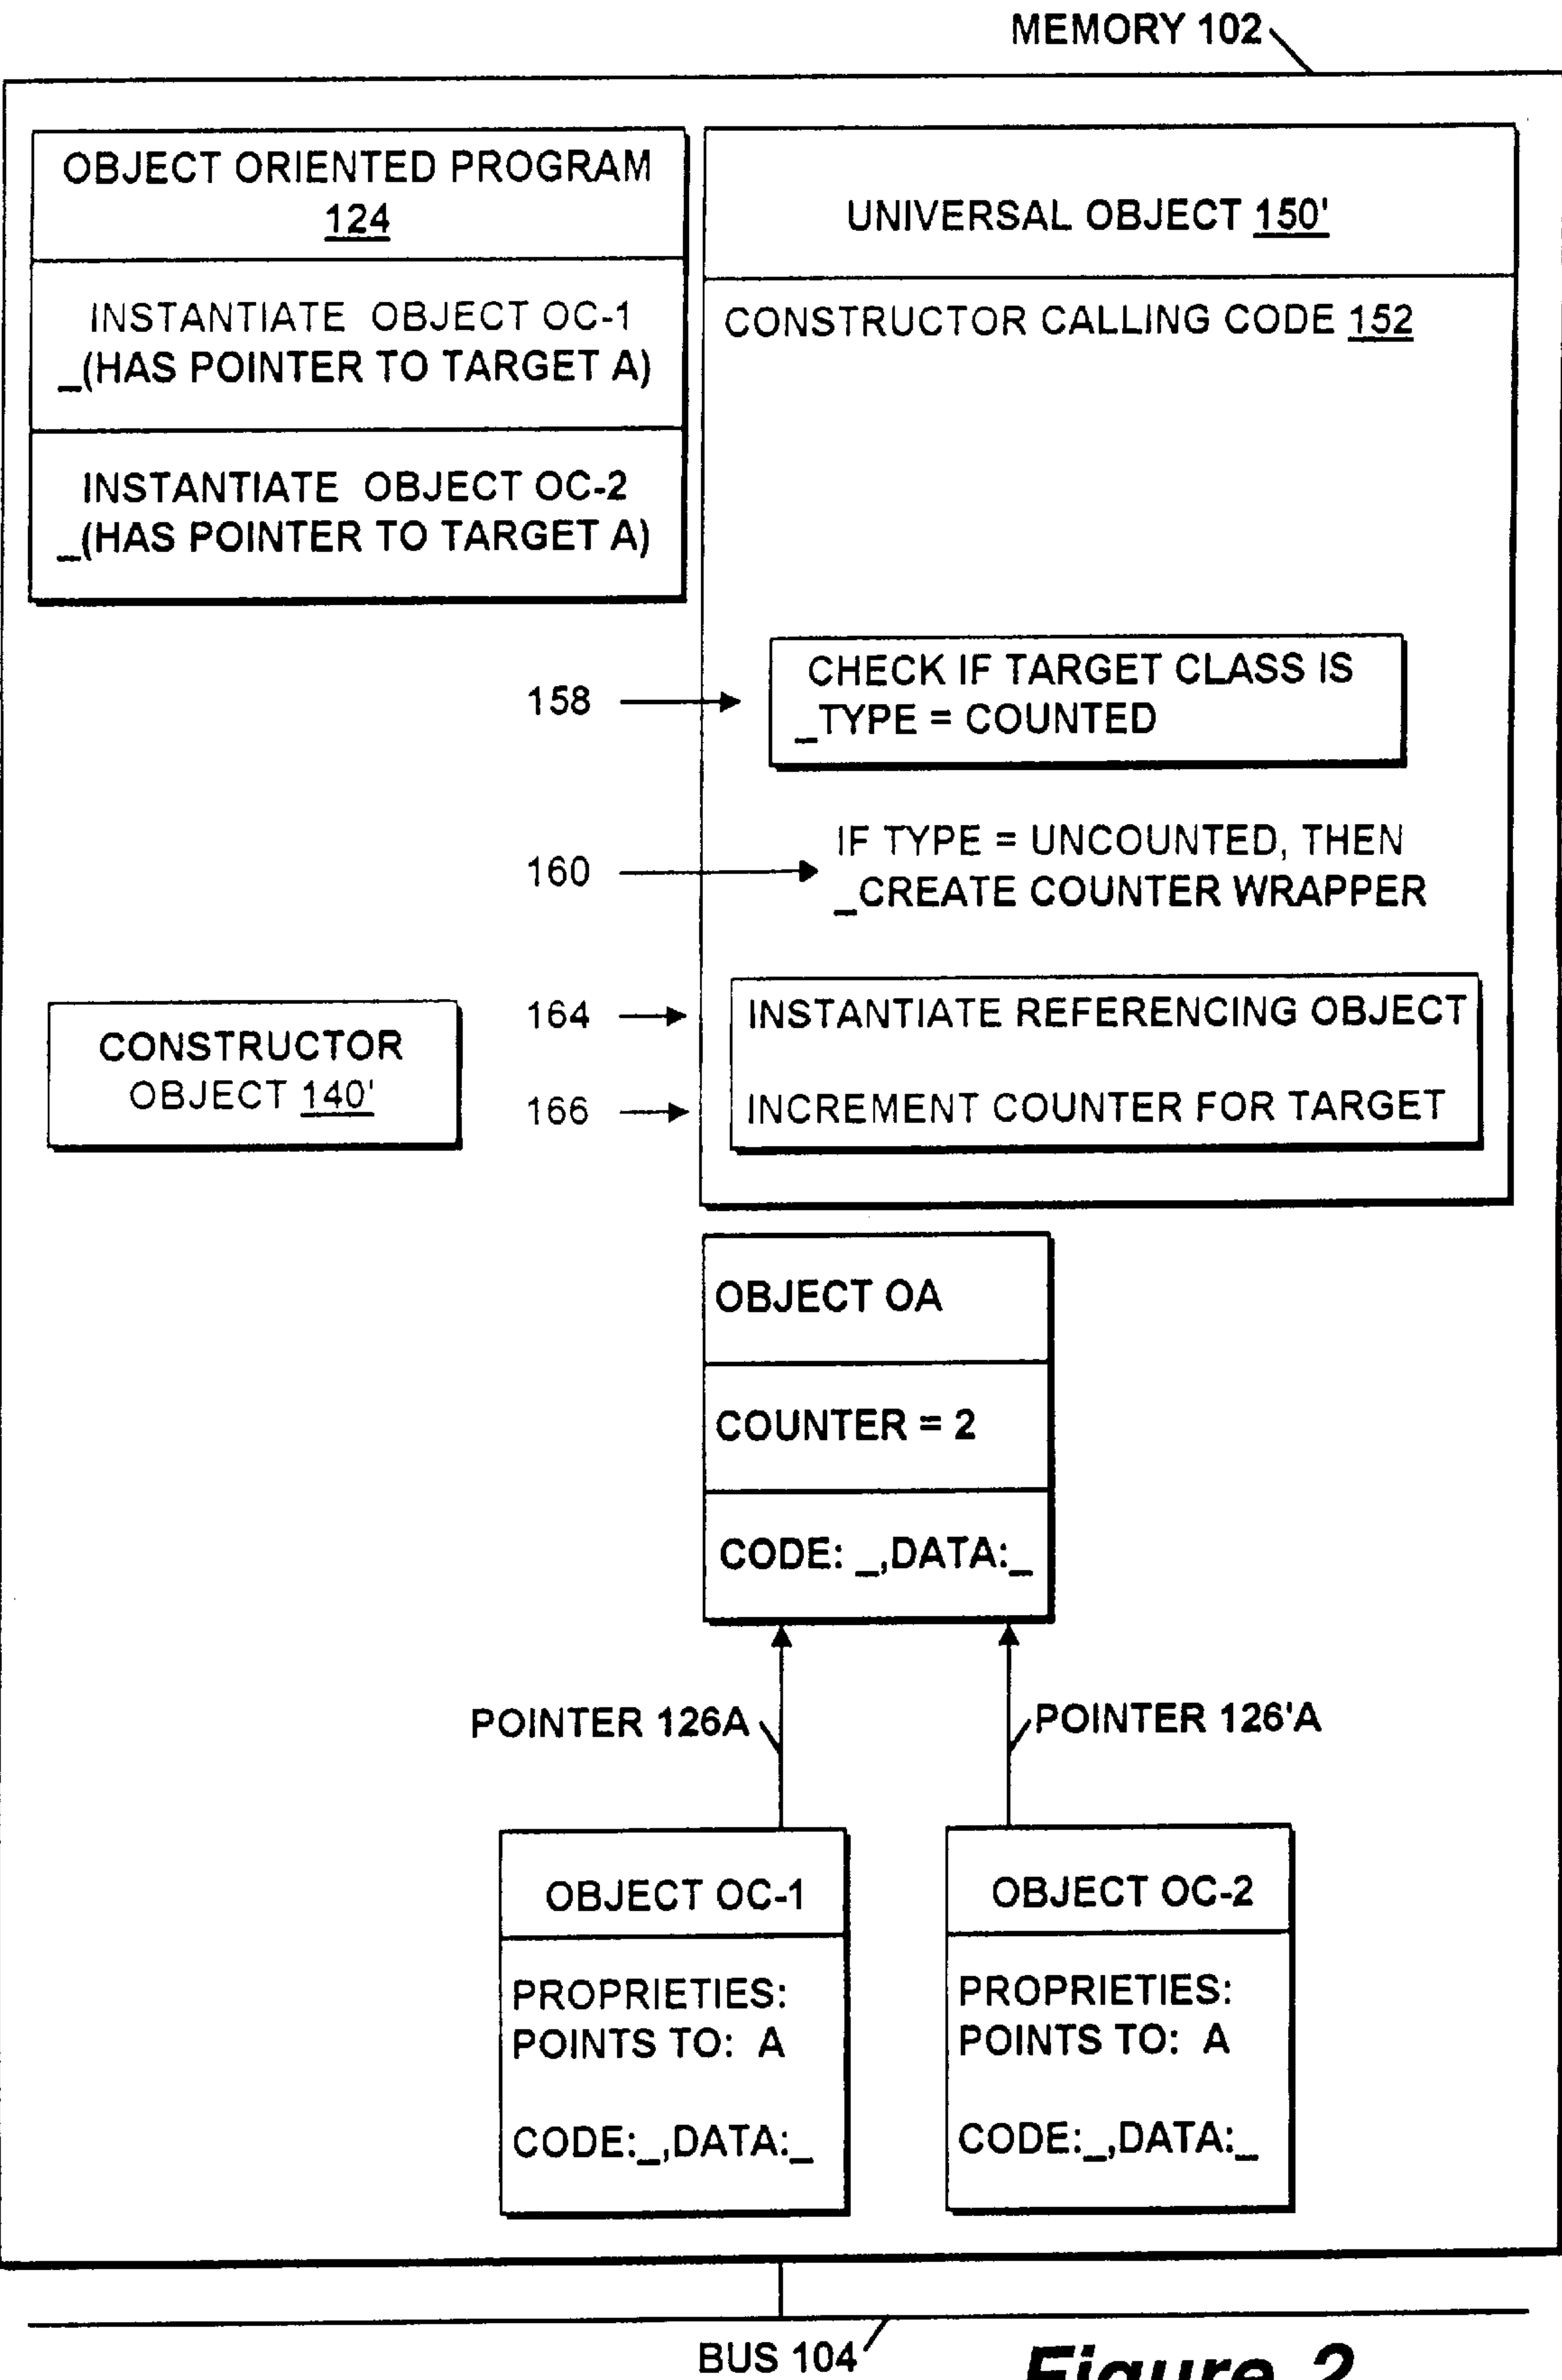 MEMORY 102
OBJECT ORIENTED PROGRAM
124
INSTANTIATE OBJECT OC-1
_(HAS POINTER TO TARGET A)
INSTANTIATE OBJECT OC-2
_(HAS POINTER TO TARGET A)
UNIVERSAL OBJECT 150'
CONSTRUCTOR CALLING CODE 152
158
CHECK IF TARGET CLASS IS
_TYPE = COUNTED
160
IF TYPE = UNCOUNTED, THEN
_CREATE COUNTER WRAPPER
CONSTRUCTOR
OBJECT 140'
164
INSTANTIATE REFERENCING OBJECT
166
INCREMENT COUNTER FOR TARGET
OBJECT OA
COUNTER = 2
CODE: _,DATA:_
POINTER 126A
POINTER 126'A
OBJECT OC-1
PROPRIETIES:
POINTS TO: A
CODE:_,DATA:_
OBJECT OC-2
PROPRIETIES:
POINTS TO: A
CODE:_,DATA:_
BUS 104
Figure 2